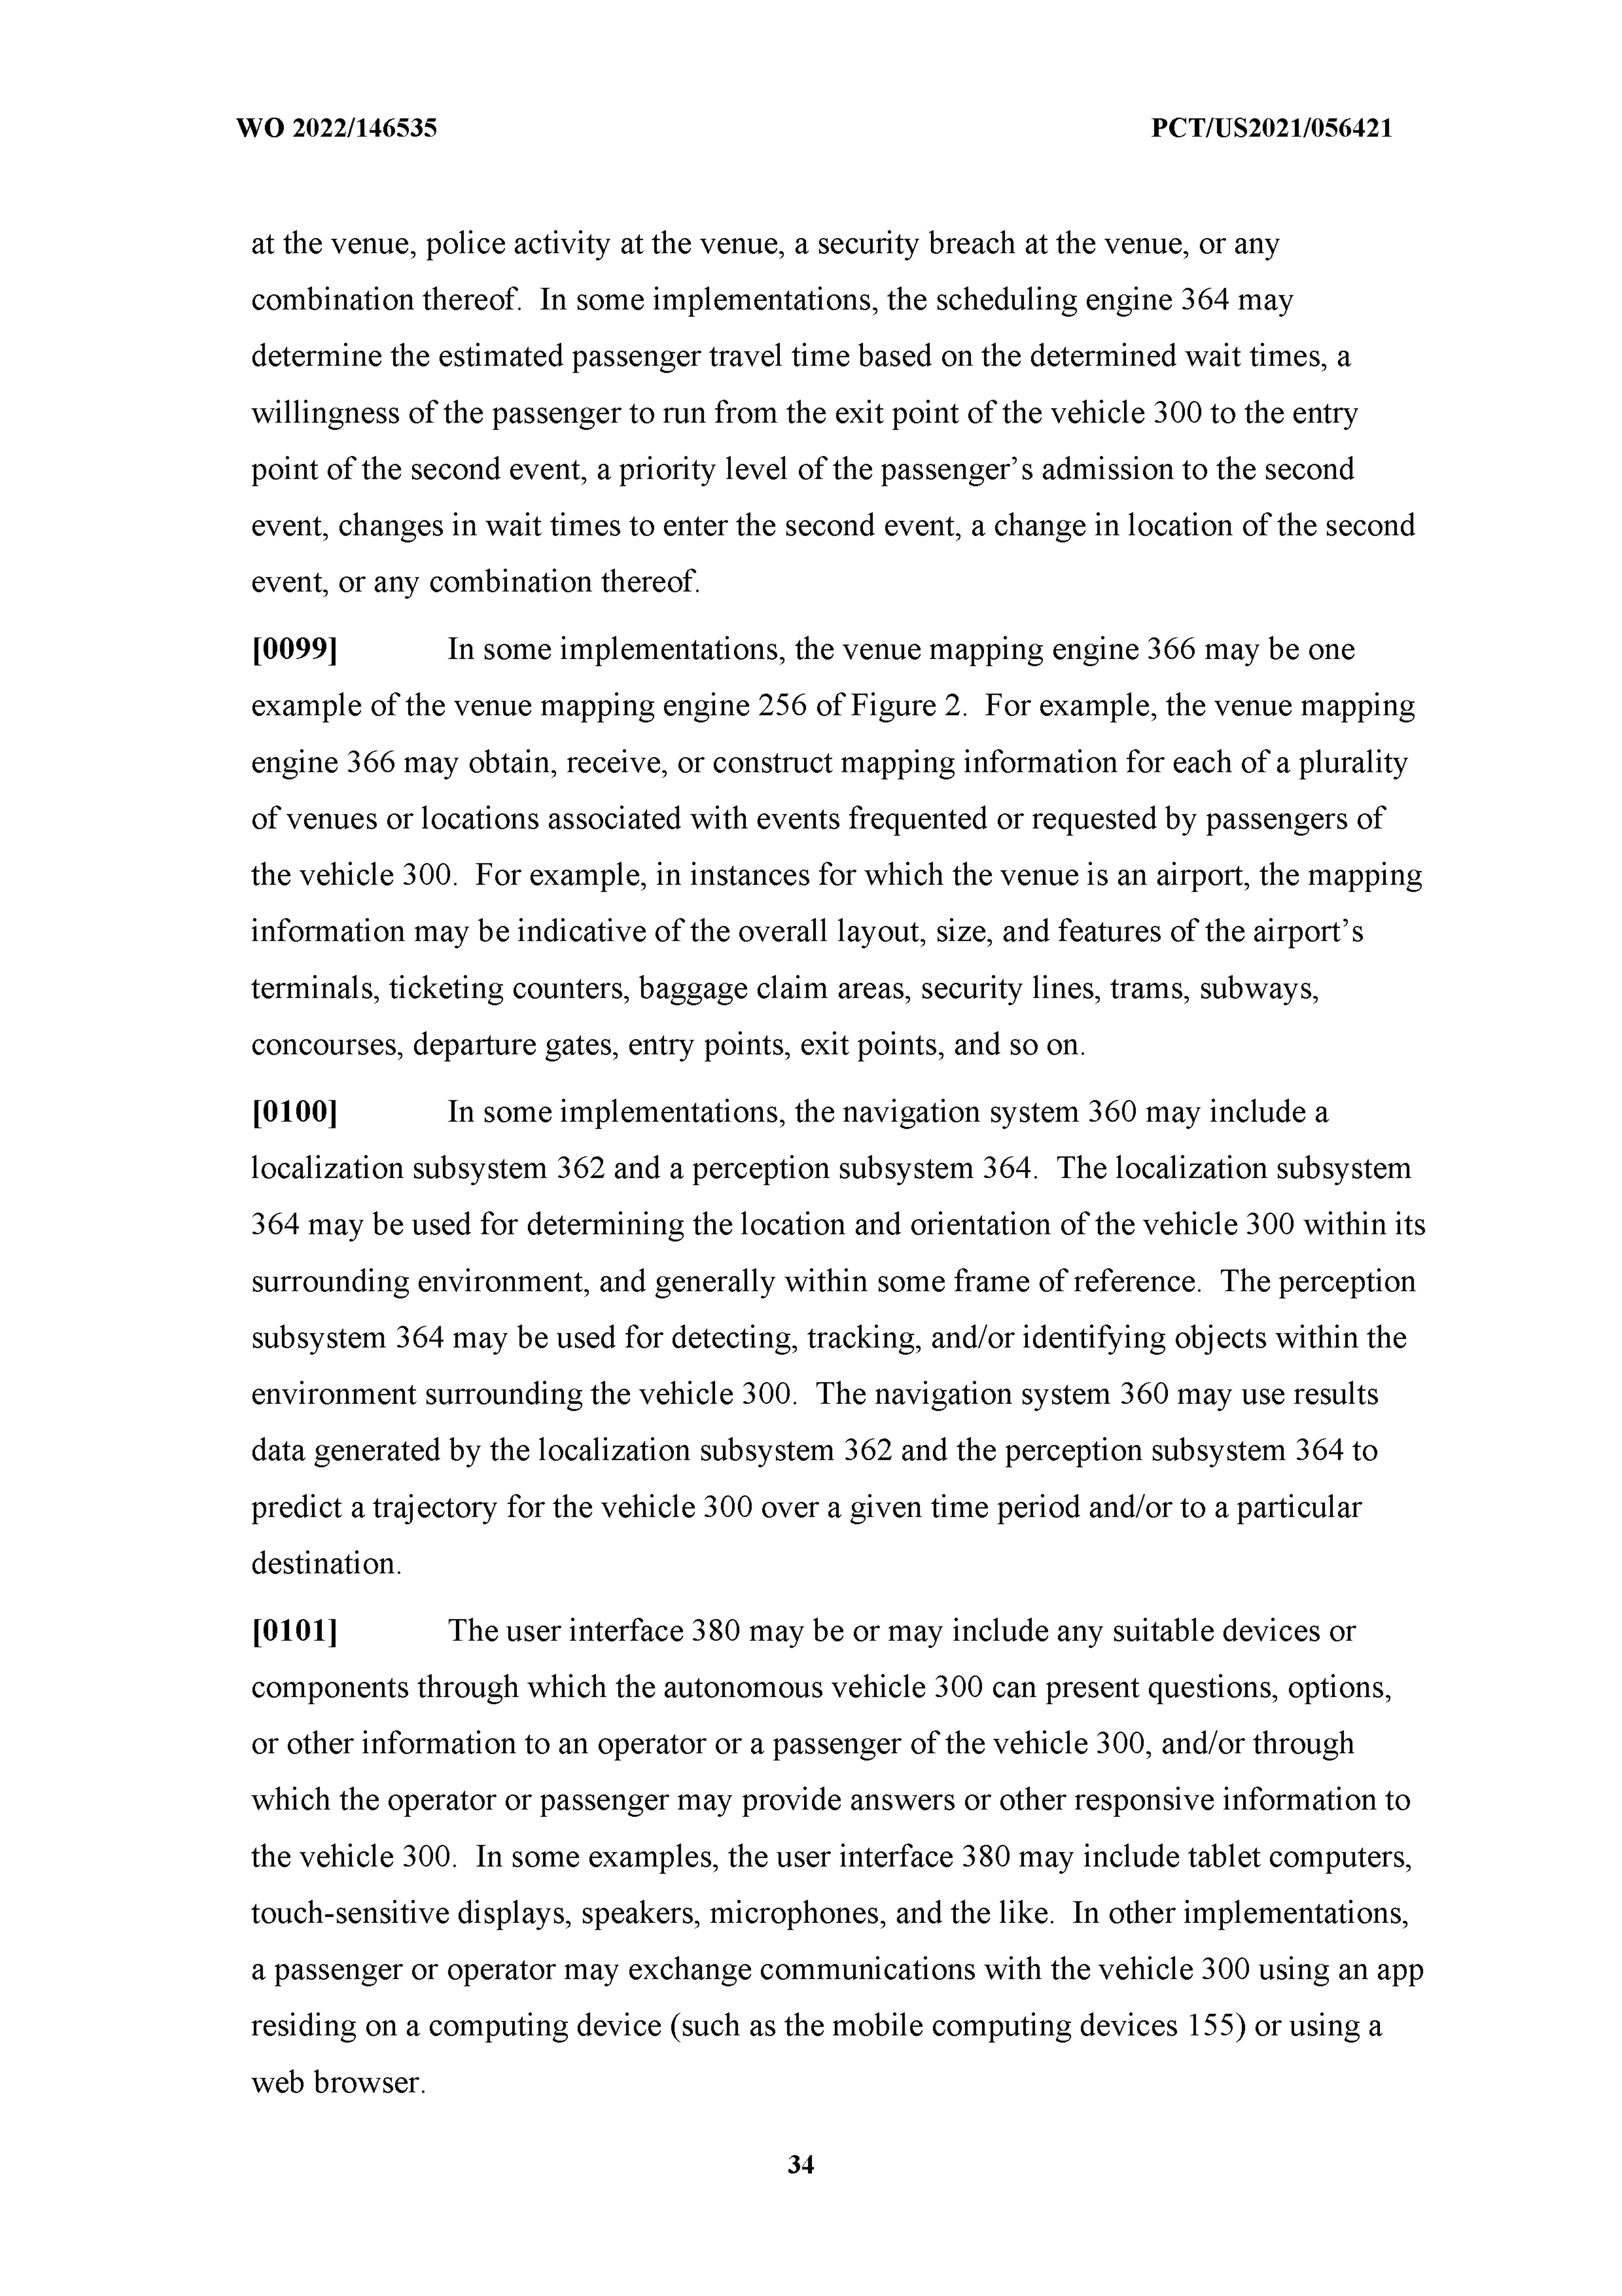 WO 2022/146535 PCT/US2021/056421
at the venue, police activity at the venue, a security breach at the venue, or any
combination thereof.  In some implementations, the scheduling engine 364 may
determine the estimated passenger travel time based on the determined wait times, a
willingness of the passenger to run from the exit point of the vehicle 300 to the entry
point of the second event, a priority level of the passenger’s admission to the second
event, changes in wait times to enter the second event, a change in location of the second
event, or any combination thereof.
[0099] In some implementations, the venue mapping engine 366 may be one
example of the venue mapping engine 256 of Figure 2.  For example, the venue mapping
engine 366 may obtain, receive, or construct mapping information for each of a plurality
of venues or locations associated with events frequented or requested by passengers of
the vehicle 300.  For example, in instances for which the venue is an airport, the mapping
information may be indicative of the overall layout, size, and features of the airport’s
terminals, ticketing counters, baggage claim areas, security lines, trams, subways,
concourses, departure gates, entry points, exit points, and so on.
[0100] In some implementations, the navigation system 360 may include a
localization subsystem 362 and a perception subsystem 364.  The localization subsystem
364 may be used for determining the location and orientation of the vehicle 300 within its
surrounding environment, and generally within some frame of reference.  The perception
subsystem 364 may be used for detecting, tracking, and/or identifying objects within the
environment surrounding the vehicle 300.  The navigation system 360 may use results
data generated by the localization subsystem 362 and the perception subsystem 364 to
predict a trajectory for the vehicle 300 over a given time period and/or to a particular
destination.
[0101] The user interface 380 may be or may include any suitable devices or
components through which the autonomous vehicle 300 can present questions, options,
or other information to an operator or a passenger of the vehicle 300, and/or through
which the operator or passenger may provide answers or other responsive information to
the vehicle 300.  In some examples, the user interface 380 may include tablet computers,
touch-sensitive displays, speakers, microphones, and the like.  In other implementations,
a passenger or operator may exchange communications with the vehicle 300 using an app
residing on a computing device (such as the mobile computing devices 155) or using a
web browser.
34